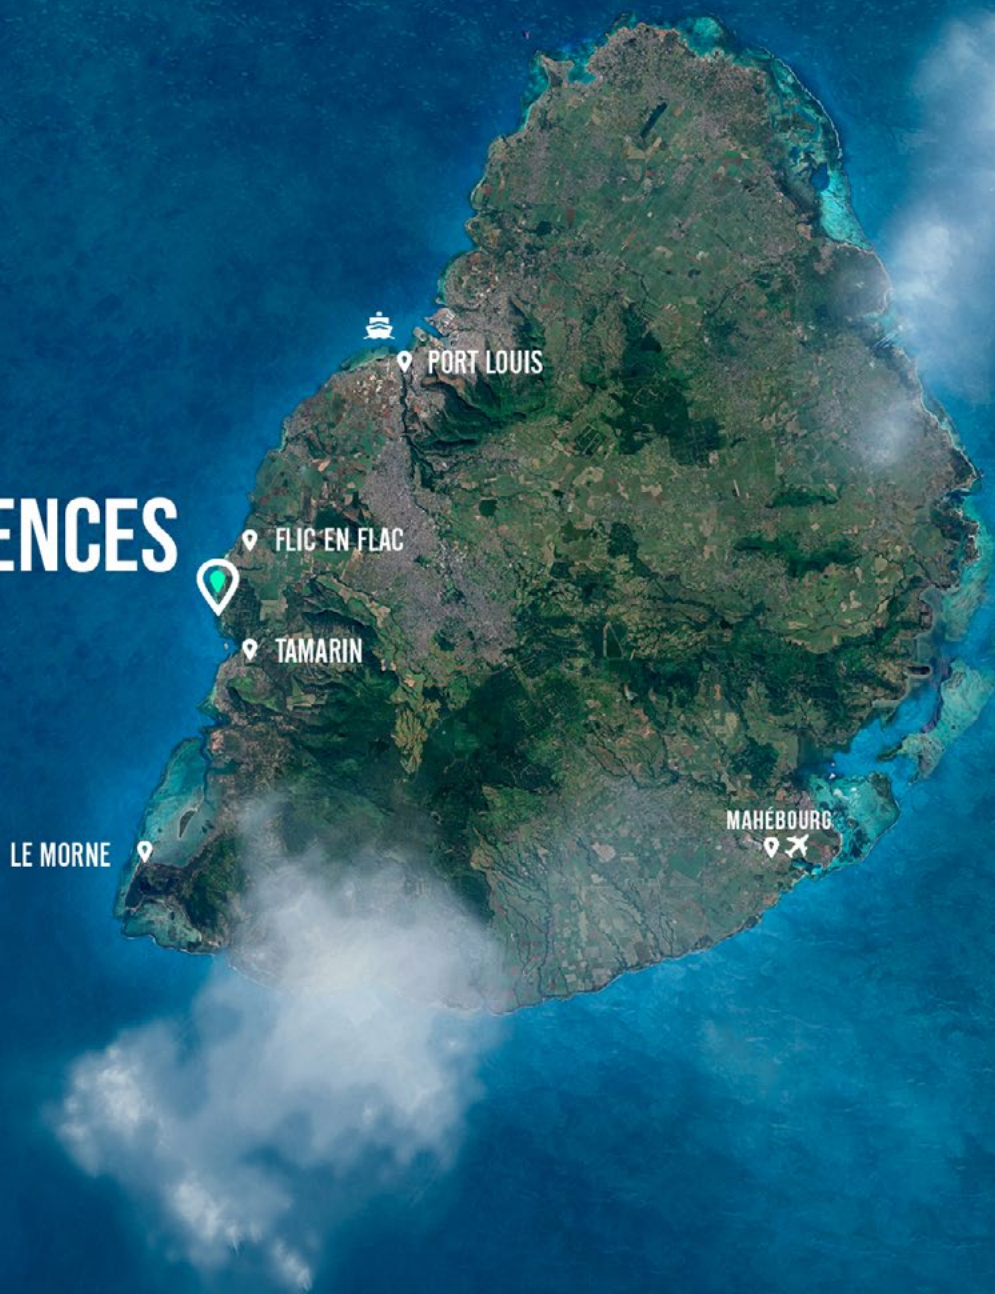 PORT LOUIS
ENCES
FLIC EN FLAC
TAMARIN
MAHÉBOURG
LE MORNE